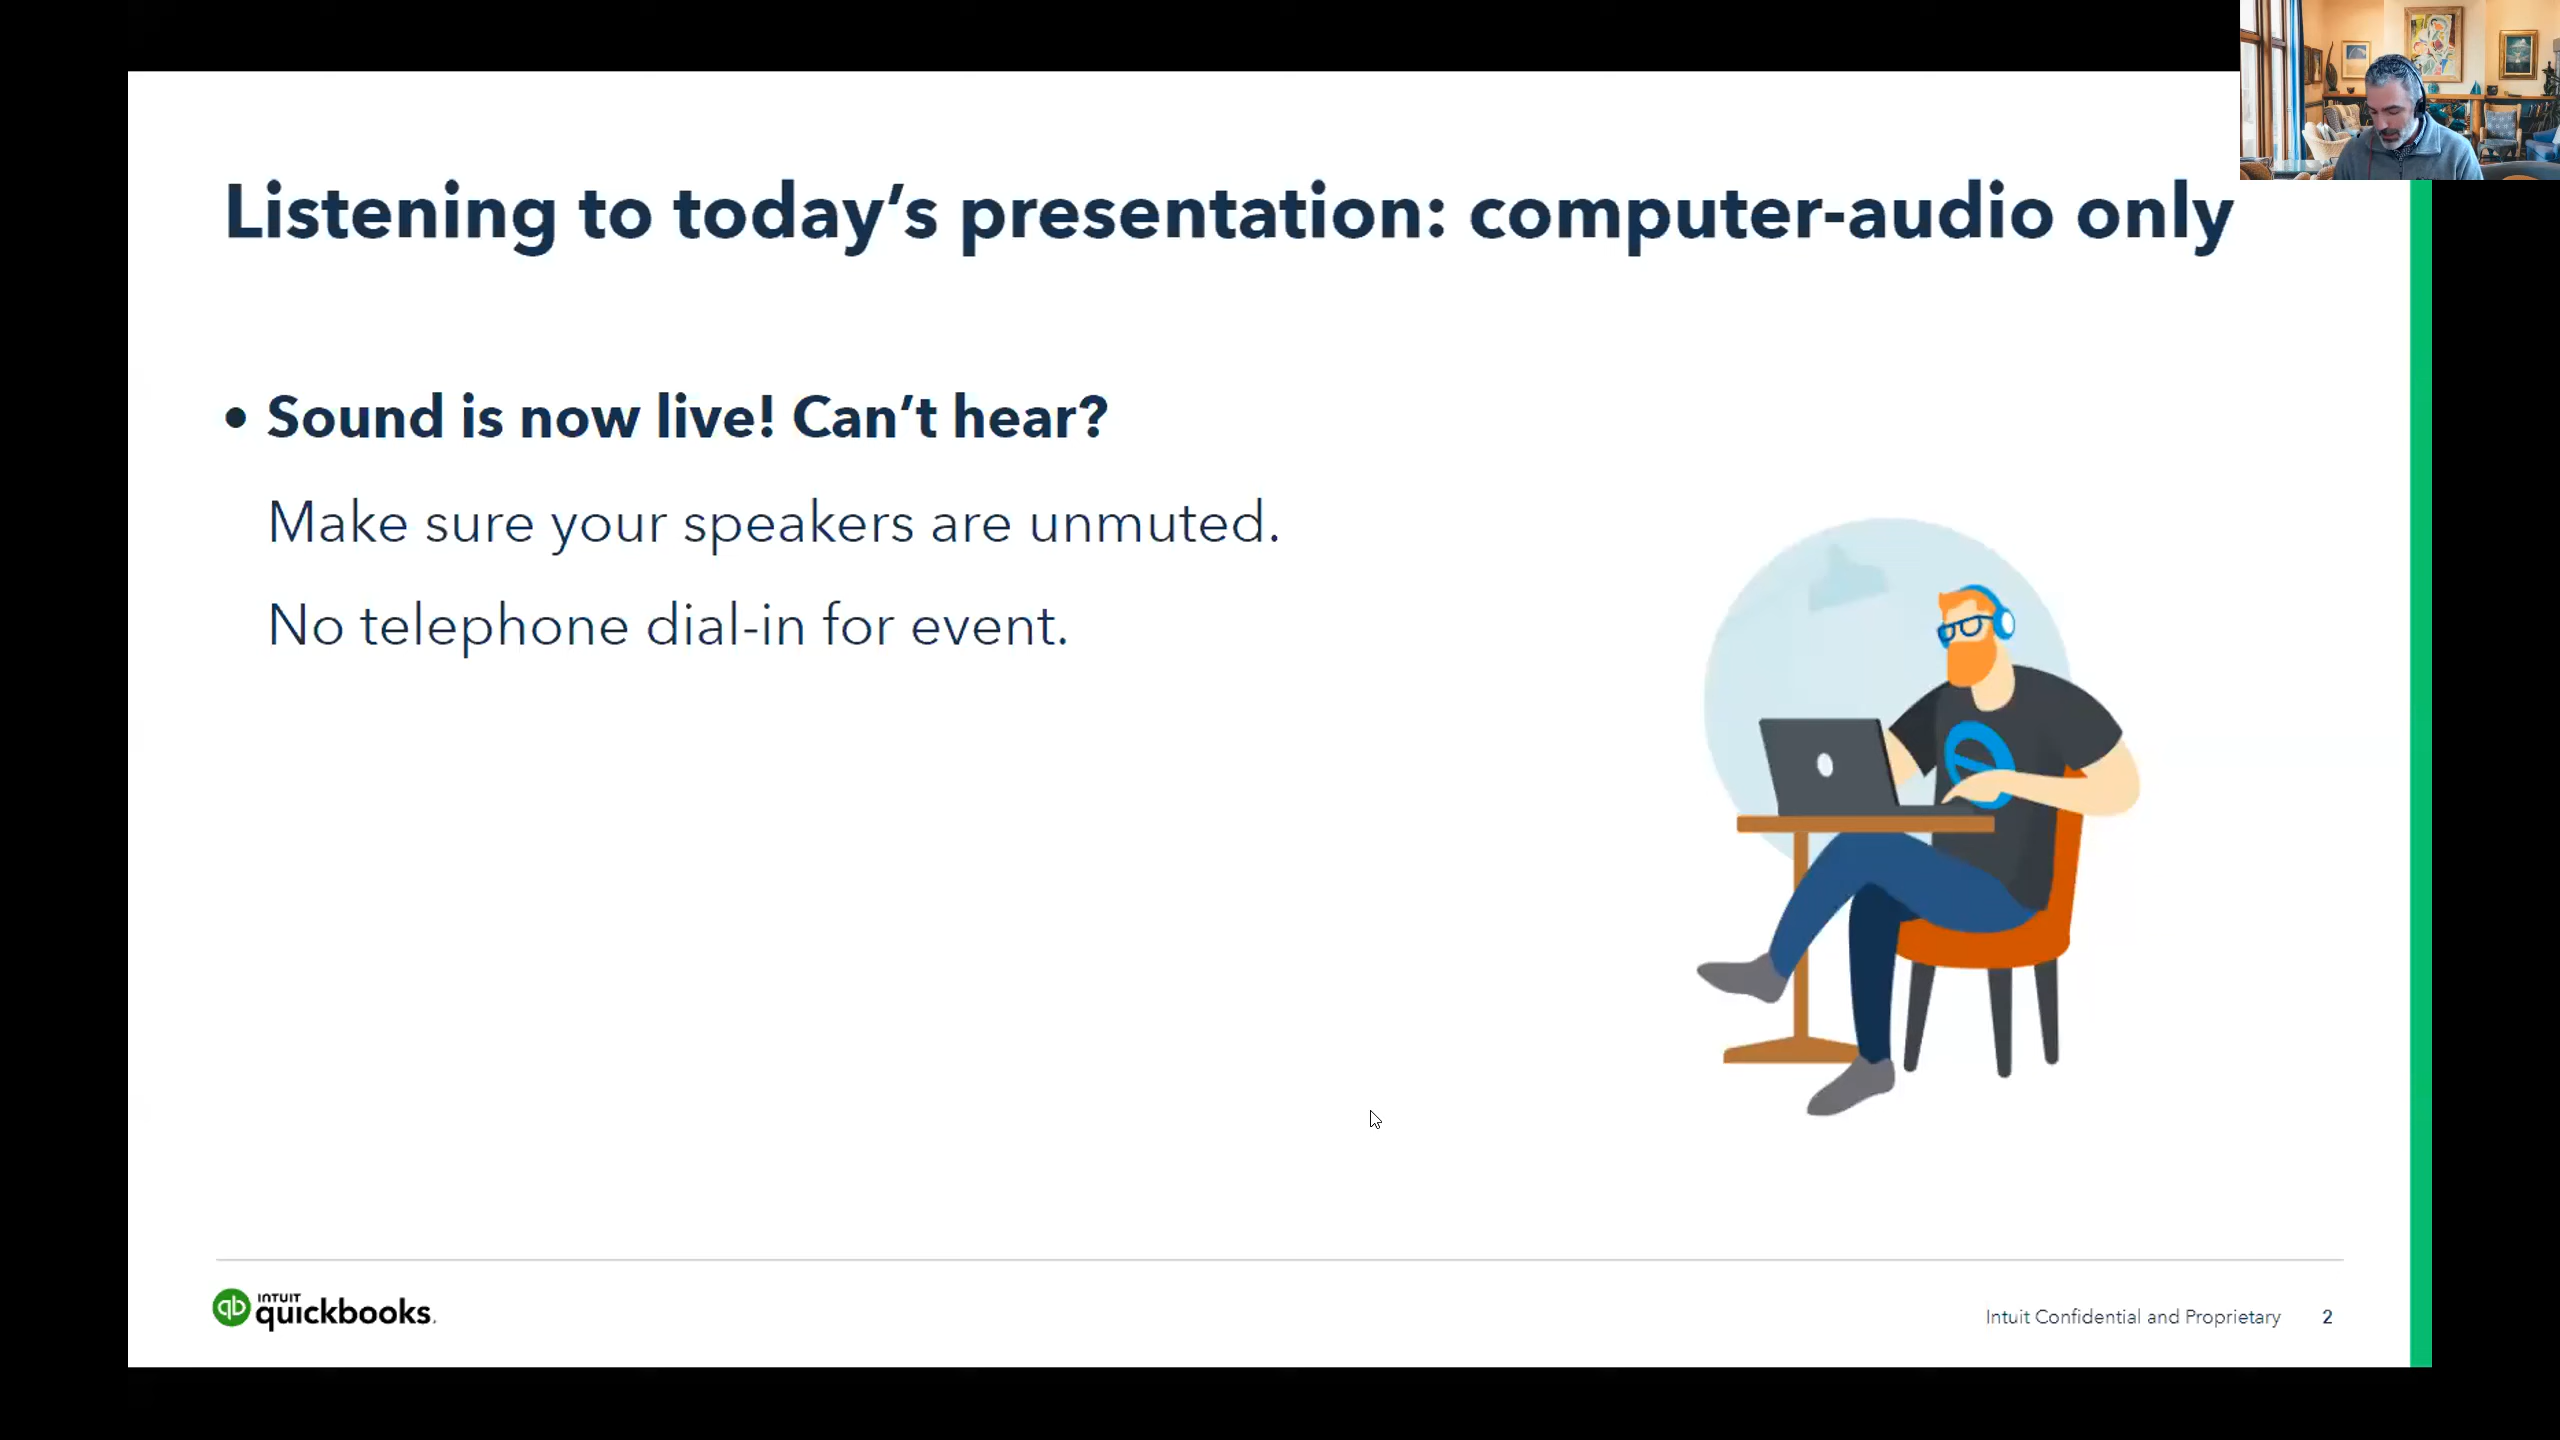 Listening to today’s presentation: computer-audio only
• Sound is now live! Can’t hear?
Make sure your speakers are unmuted.
No telephone dial-in for event.
qb
INTUIT
quickbooks.
Intuit Confidential and Proprietary 2